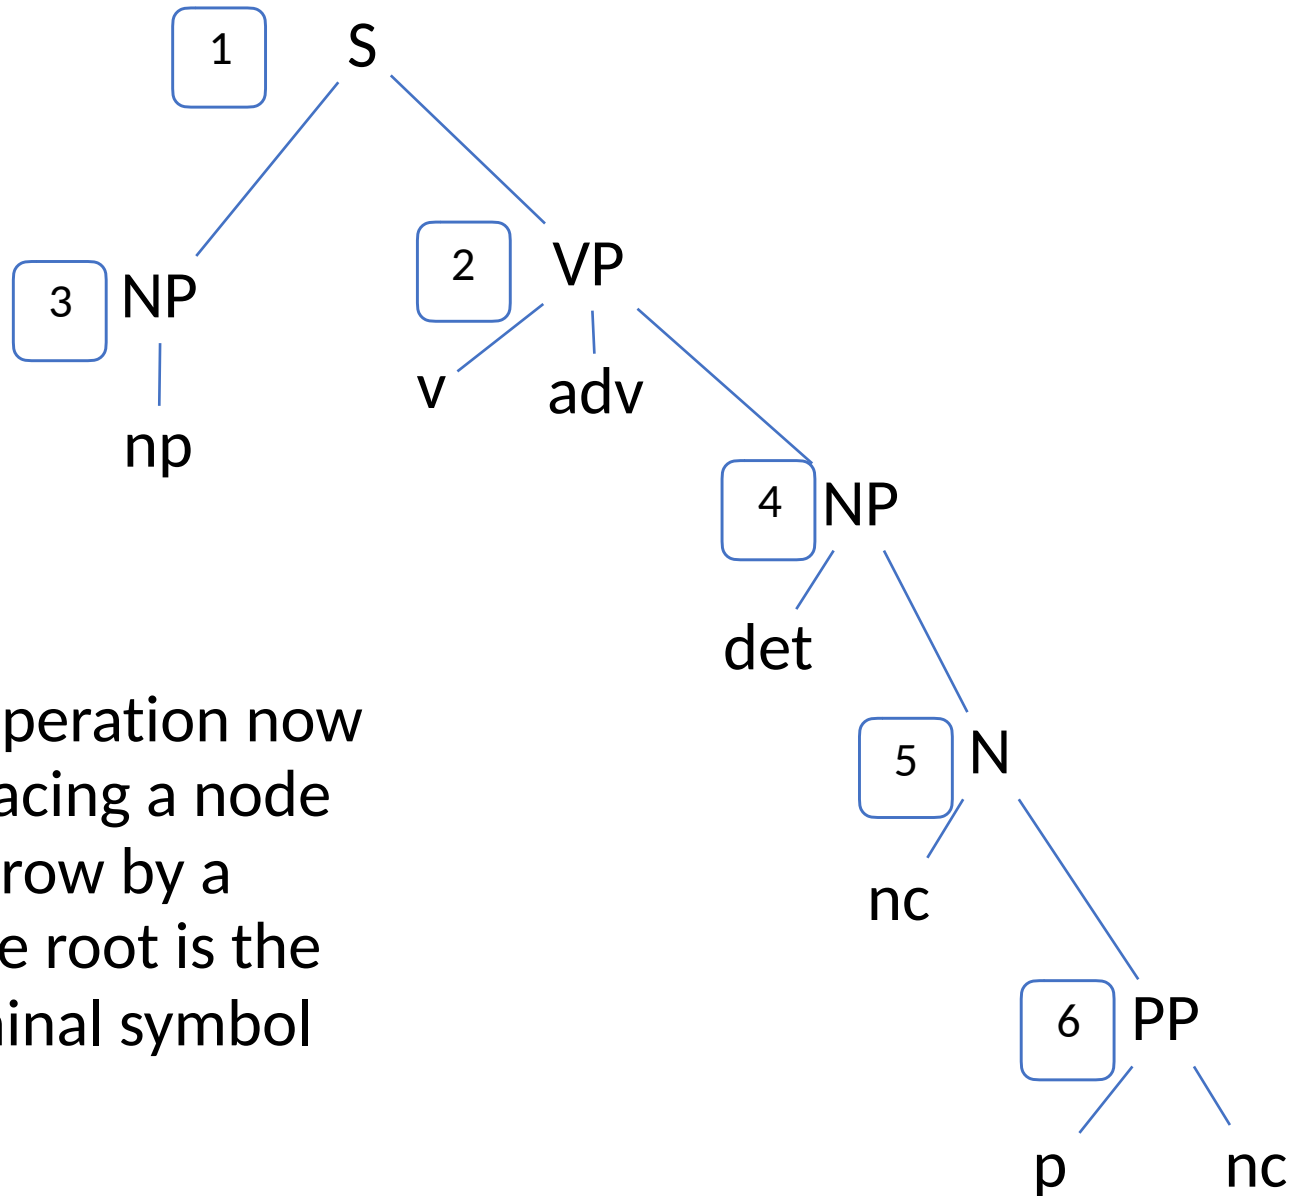 1 S
2 VP
3 NP
v adv
np
4 NP
det
peration now
5 N
acing a node
row by a
nc
e root is the
6 PP
inal symbol
p nc